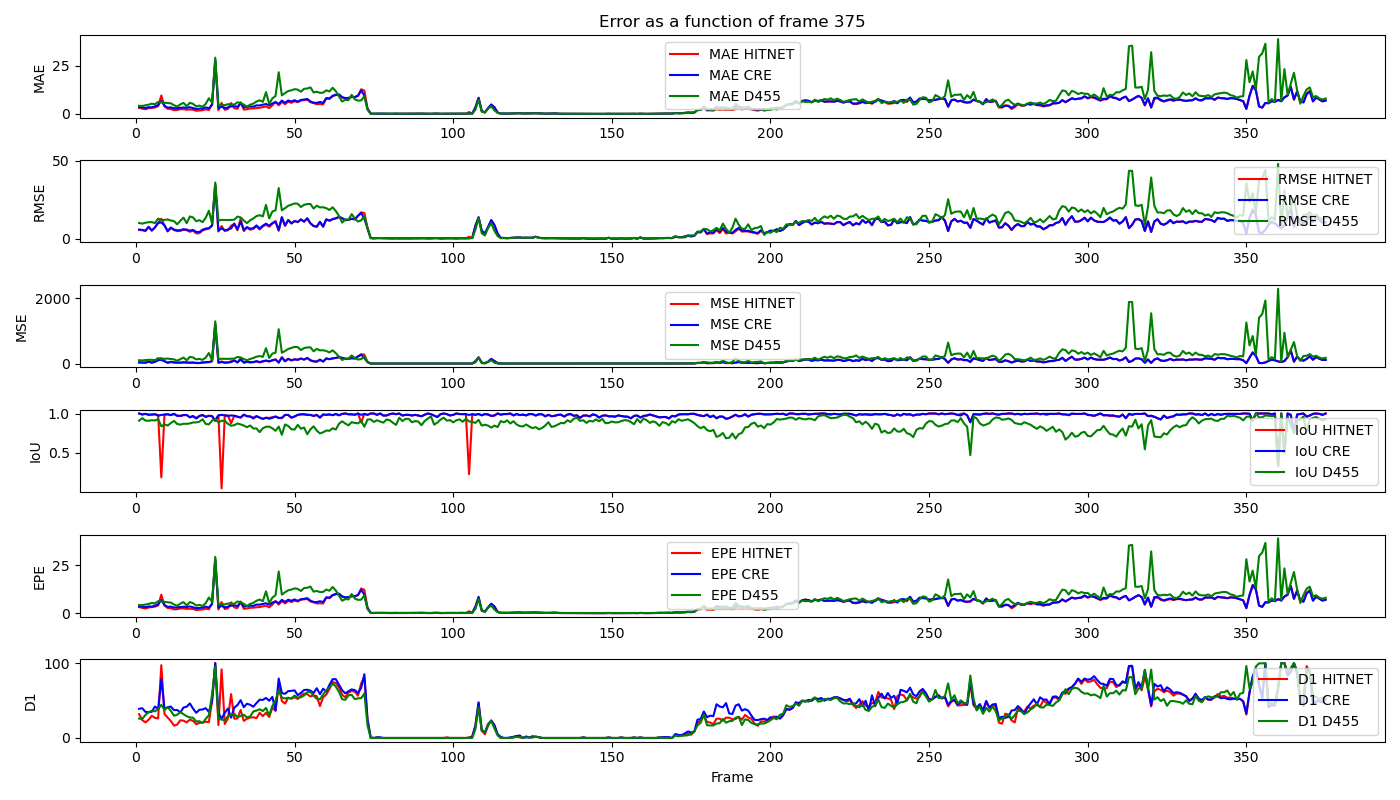 Error as a function of frame 375
MAE
25
0
MAE HITNET
MAE CRE
MAE D455
0 50 100 150 200 250 300 350
RMSE
50
0
RMSE HITNET
RMSE CRE
RMSE D455
0 50 100 150 200 250 300 350
MSE
2000
0
MSE HITNET
MSE CRE
MSE D455
0 50 100 150 200 250 300 350
IoU
1.0
0.5
IoU HITNET
IoU CRE
IoU D455
0 50 100 150 200 250 300 350
EPE
25
0
EPE HITNET
EPE CRE
EPE D455
0 50 100 150 200 250 300 350
D1
100
0
D1 HITNET
D1 CRE
D1 D455
0 50 100 150 200 250 300 350
Frame